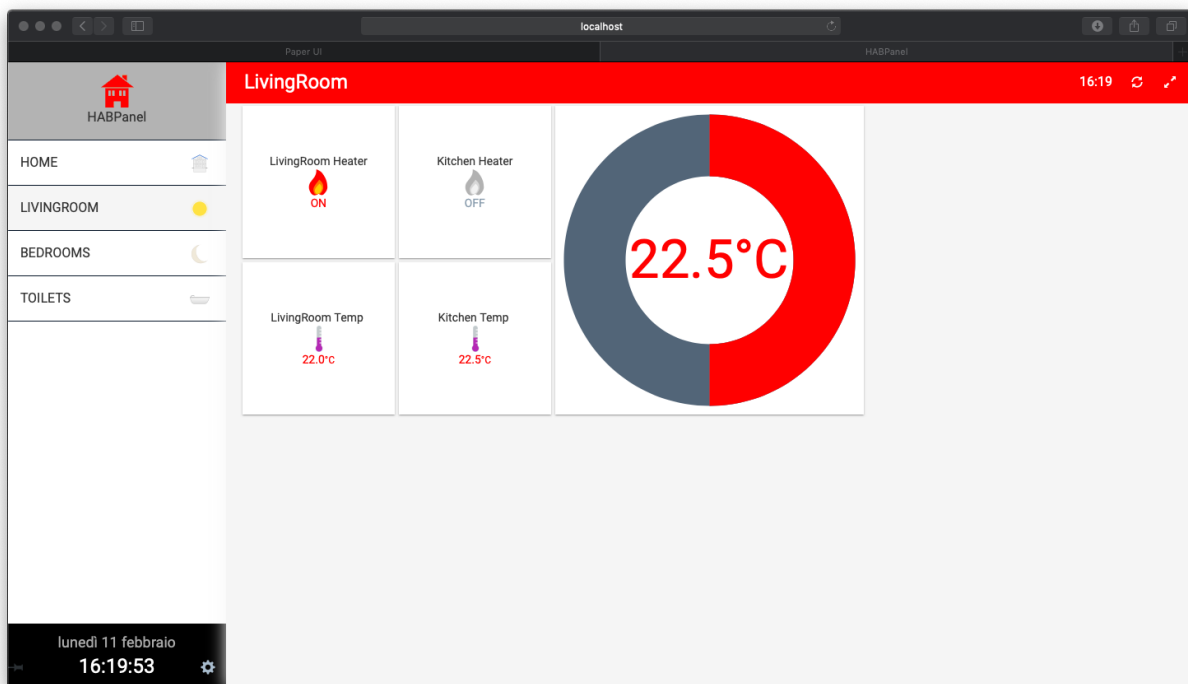 localhost
Paper UI
HABPanel
HABPanel
LivingRoom
16:19
HOME
LIVINGROOM
BEDROOMS
TOILETS
LivingRoom Heater
ON
Kitchen Heater
OFF
LivingRoom Temp
22.0°C
Kitchen Temp
22.5°C
22.5°C
lunedì 11 febbraio
16:19:53